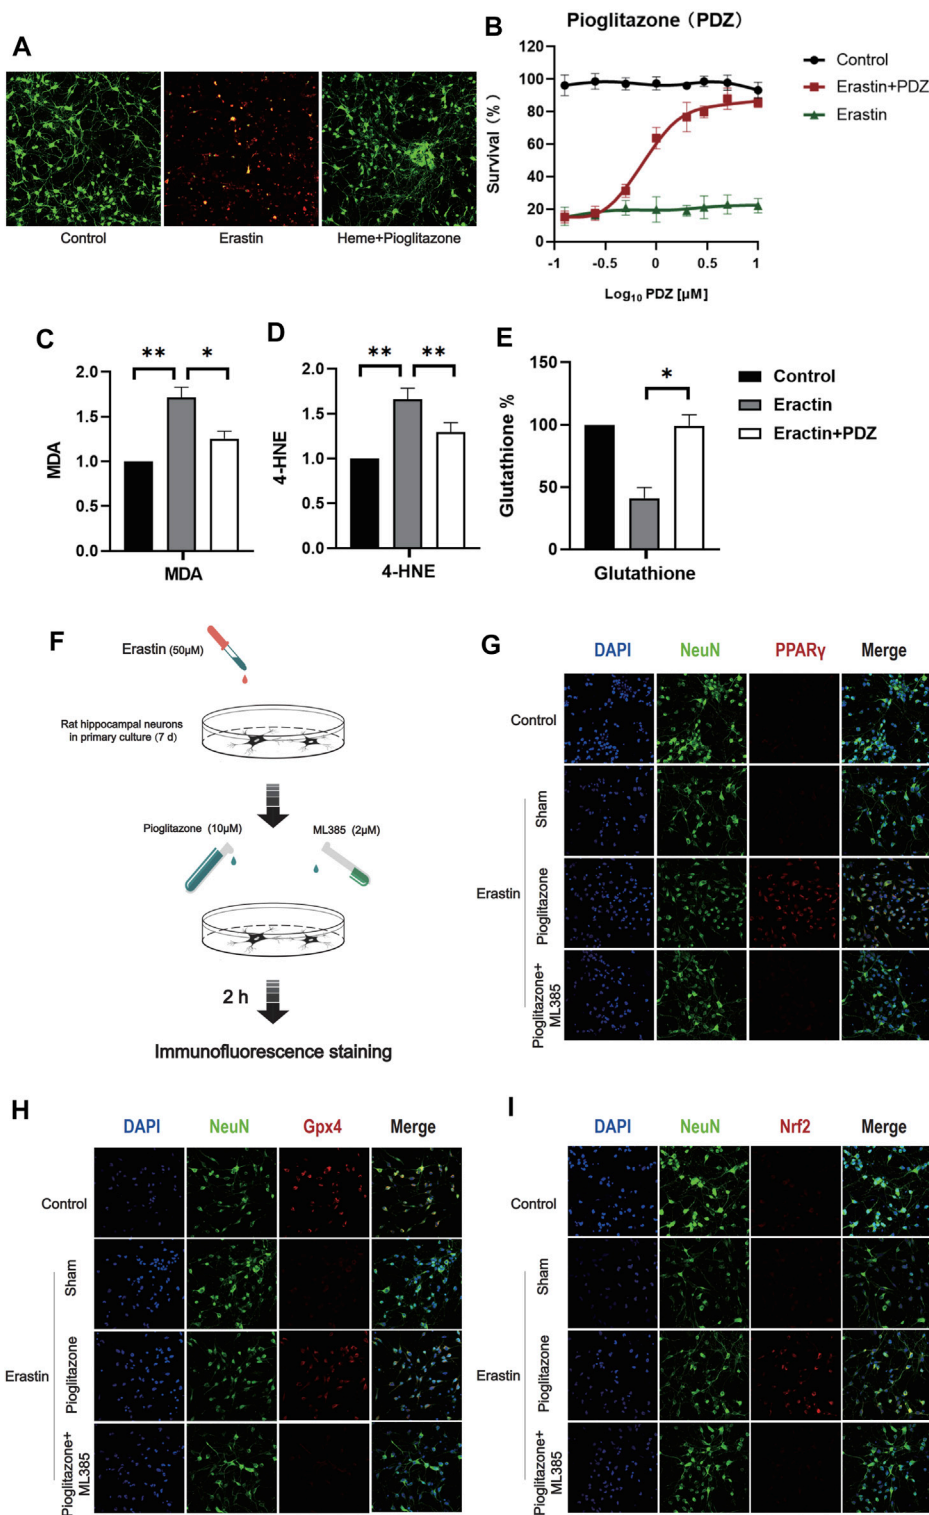 A
Control
Erastin
Heme+Pioglitazone
B
Pioglitazone (PDZ)
Survival (%)
120
100
80
60
40
20
0
-1
-0.5
0
0.5
1
Log10 PDZ [μM]
Control
Erastin+PDZ
Erastin
C
MDA
2.0
1.5
1.0
0.5
0.0
**
*
MDA
D
4-HNE
2.0
1.5
1.0
0.5
0.0
**
**
4-HNE
E
Glutathione %
150
100
50
0
*
Glutathione
Control
Eractin
Eractin+PDZ
F
Erastin (50μM)
Rat hippocampal neurons
in primary culture (7 d)
Pioglitazone (10μM)
ML385 (2μM)
2 h
Immunofluorescence staining
G
DAPI
NeuN
PPARγ
Merge
Control
Erastin
Sham
Pioglitazone
Pioglitazone+
ML385
H
DAPI
NeuN
Gpx4
Merge
Control
Erastin
Sham
Pioglitazone
Pioglitazone+
ML385
I
DAPI
NeuN
Nrf2
Merge
Control
Erastin
Sham
Pioglitazone
Pioglitazone+
ML385